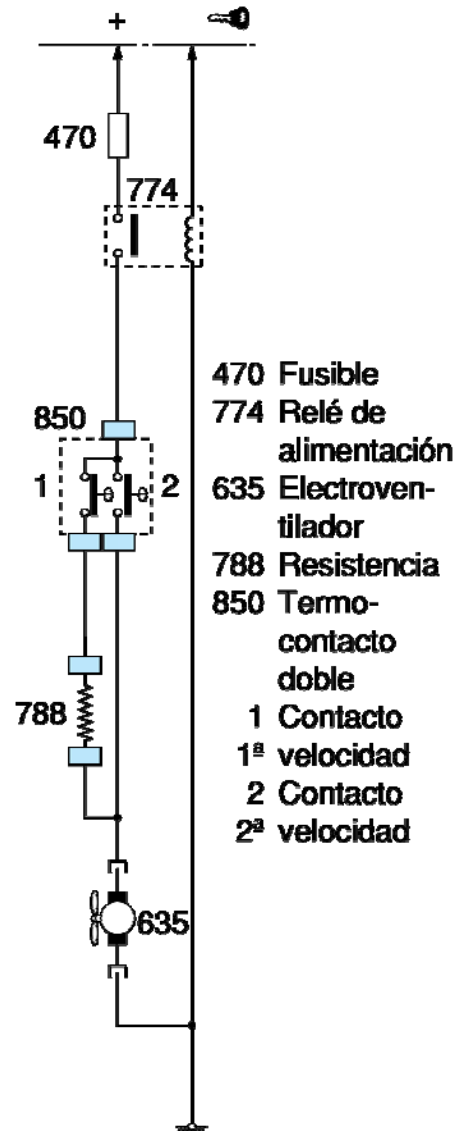 +
470
774
850
1 2
788
635
470 Fusible
774 Relé de
alimentación
635 Electroven-
tilador
788 Resistencia
850 Termo-
contacto
doble
1 Contacto
1ª velocidad
2 Contacto
2ª velocidad